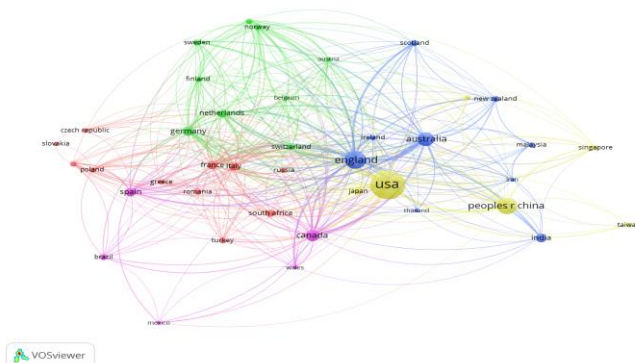 norway
sweden
scotland
austria
finland
belgium
new zealand
netherlands
czech republic
germany
ireland
australia
slovakia
switzerland
malaysia
singapore
england
france
italy
poland
russia
iran
greece
usa
spain
romania
japan
peoples r china
south africa
thailand
taiwan
canada
india
turkey
brazil
wales
mexico
VOSviewer